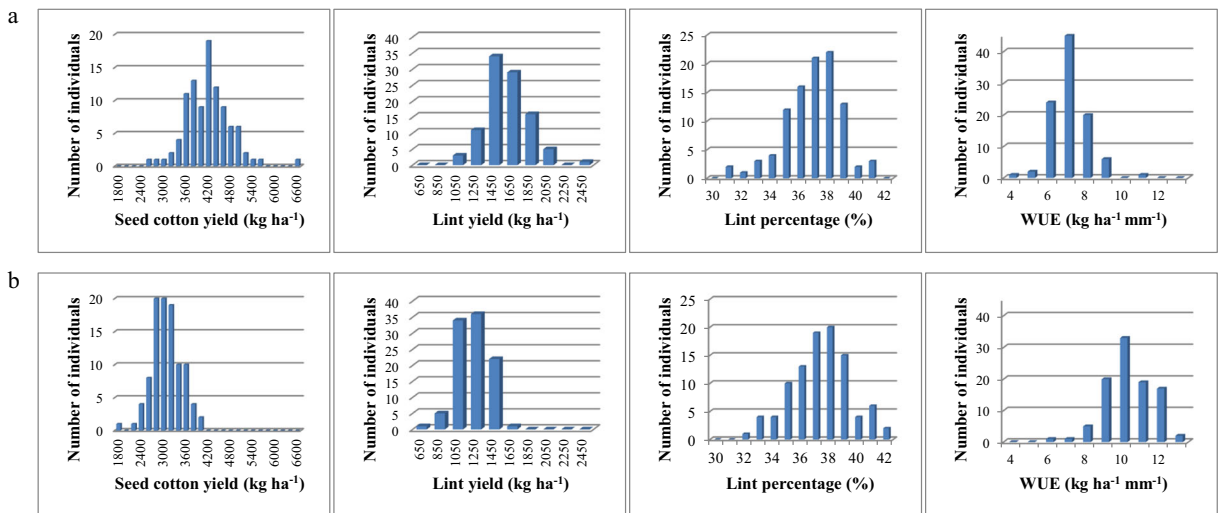 a
Number of individuals
20
15
10
5
0
1800 2400 3000 3600 4200 4800 5400 6000 6600
Seed cotton yield (kg ha-1)
Number of individuals
40
35
30
25
20
15
10
5
0
650 850 1050 1250 1450 1650 1850 2050 2250 2450
Lint yield (kg ha-1)
Number of individuals
25
20
15
10
5
0
30 32 34 36 38 40 42
Lint percentage (%)
Number of individuals
40
30
20
10
0
4 6 8 10 12
WUE (kg ha-1 mm-1)
b
Number of individuals
20
15
10
5
0
1800 2400 3000 3600 4200 4800 5400 6000 6600
Seed cotton yield (kg ha-1)
Number of individuals
40
35
30
25
20
15
10
5
0
650 850 1050 1250 1450 1650 1850 2050 2250 2450
Lint yield (kg ha-1)
Number of individuals
25
20
15
10
5
0
30 32 34 36 38 40 42
Lint percentage (%)
Number of individuals
40
30
20
10
0
4 6 8 10 12
WUE (kg ha-1 mm-1)